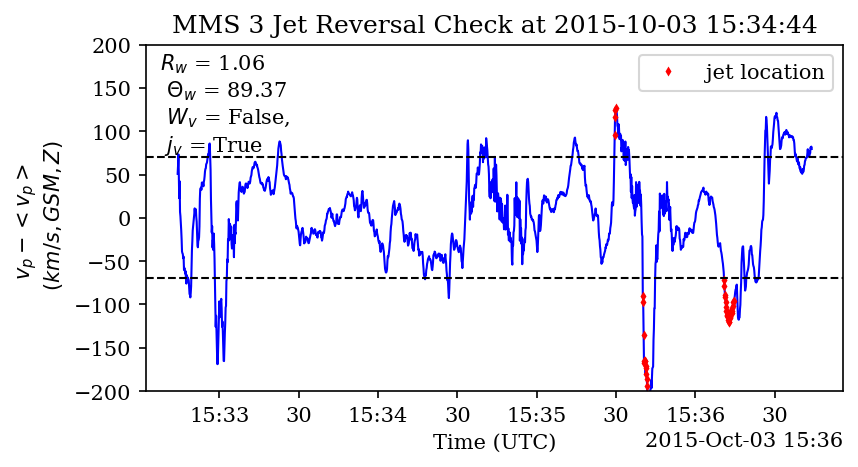 MMS 3 Jet Reversal Check at 2015-10-03 15:34:44
R_w = 1.06
Θ_w = 89.37
W_v = False,
j_v = True
jet location
200
150
100
50
0
−50
−100
−150
−200
v_p − < v_p >
(km/s, GSM, Z)
15:33 30 15:34 30 15:35 30 15:36 30
Time (UTC)
2015-Oct-03 15:36